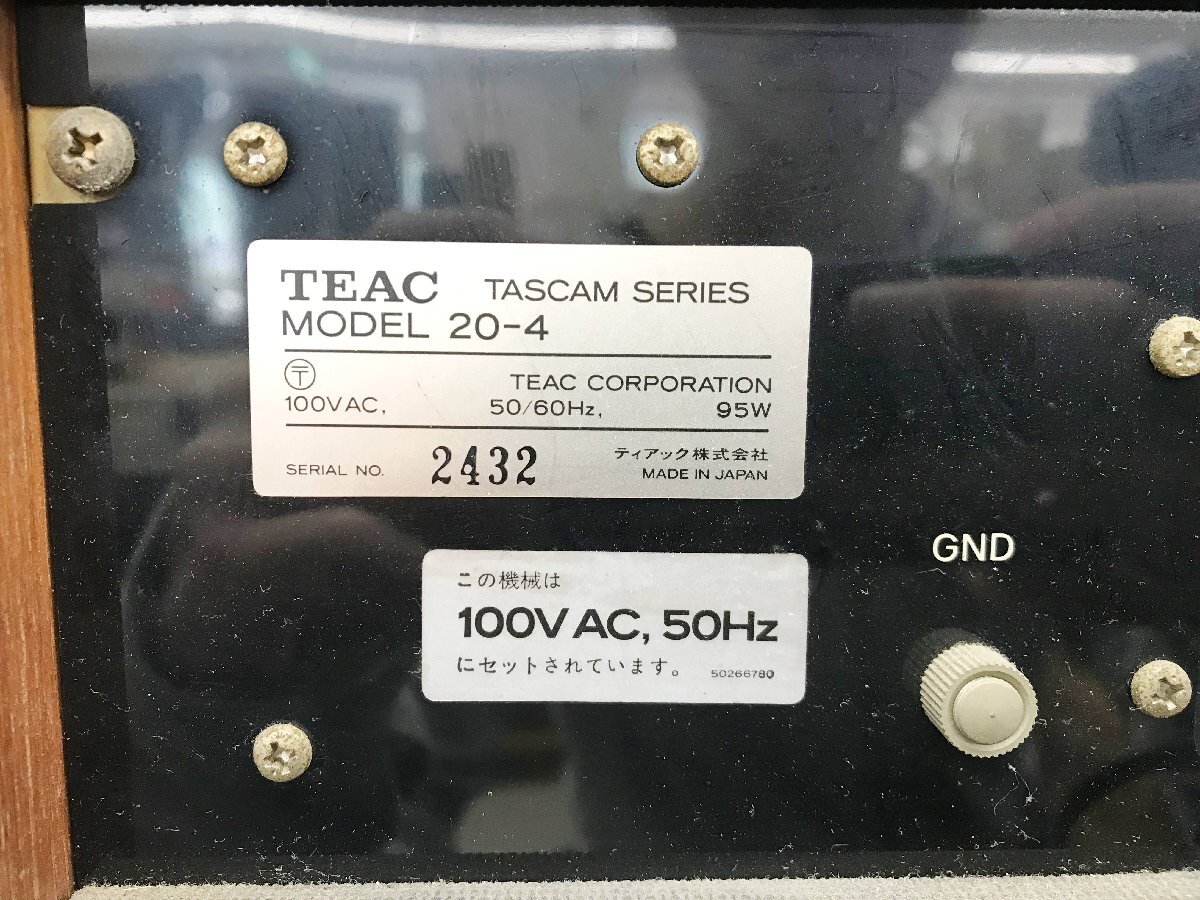 TEAC TASCAM SERIES
MODEL 20-4
〒 TEAC CORPORATION
100VAC, 50/60Hz, 95W
SERIAL NO. 2432 ティアック株式会社
MADE IN JAPAN
GND
この機械は
100V AC, 50Hz
にセットされています。 50266780